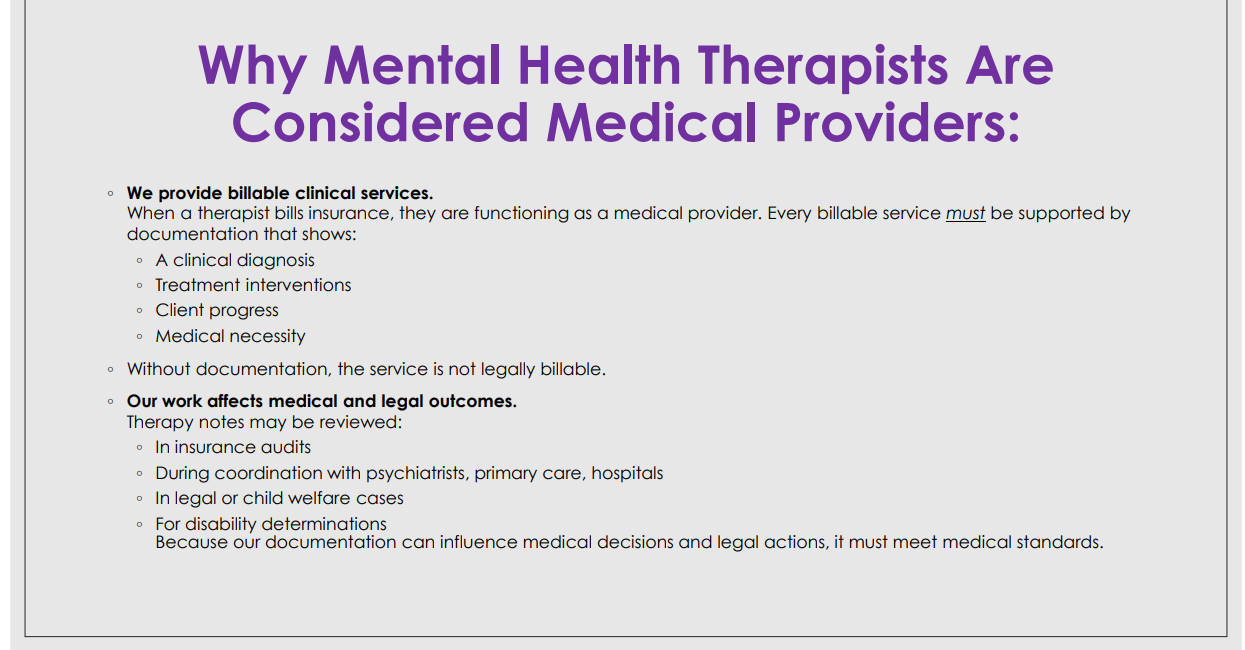 Why Mental Health Therapists Are
Considered Medical Providers:
◦ We provide billable clinical services.
When a therapist bills insurance, they are functioning as a medical provider. Every billable service must be supported by
documentation that shows:
◦ A clinical diagnosis
◦ Treatment interventions
◦ Client progress
◦ Medical necessity
◦ Without documentation, the service is not legally billable.
◦ Our work affects medical and legal outcomes.
Therapy notes may be reviewed:
◦ In insurance audits
◦ During coordination with psychiatrists, primary care, hospitals
◦ In legal or child welfare cases
◦ For disability determinations
Because our documentation can influence medical decisions and legal actions, it must meet medical standards.